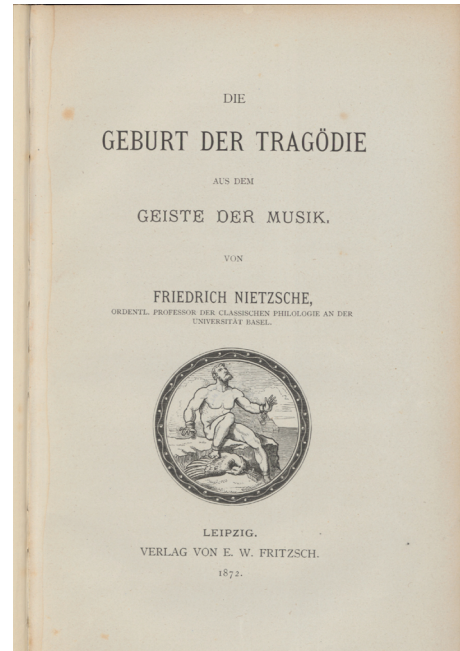 DIE
GEBURT DER TRAGÖDIE
AUS DEM
GEISTE DER MUSIK.
VON
FRIEDRICH NIETZSCHE,
ORDENTL. PROFESSOR DER CLASSISCHEN PHILOLOGIE AN DER
UNIVERSITÄT BASEL.
LEIPZIG.
VERLAG VON E. W. FRITZSCH.
1872.